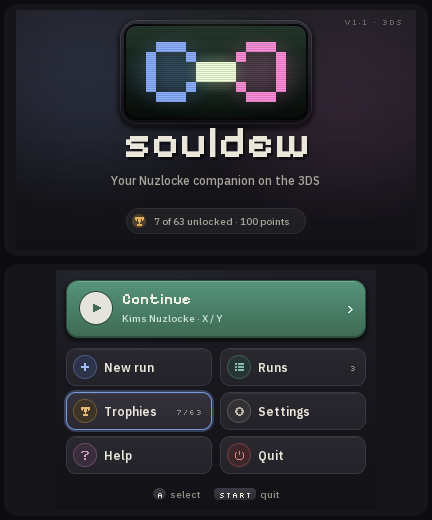 V1.1 · 3DS
souldew
Your Nuzlocke companion on the 3DS
7 of 63 unlocked · 100 points
Continue
Kims Nuzlocke · X / Y
New run
Runs 3
Trophies 7/63
Settings
? Help
Quit
A select START quit